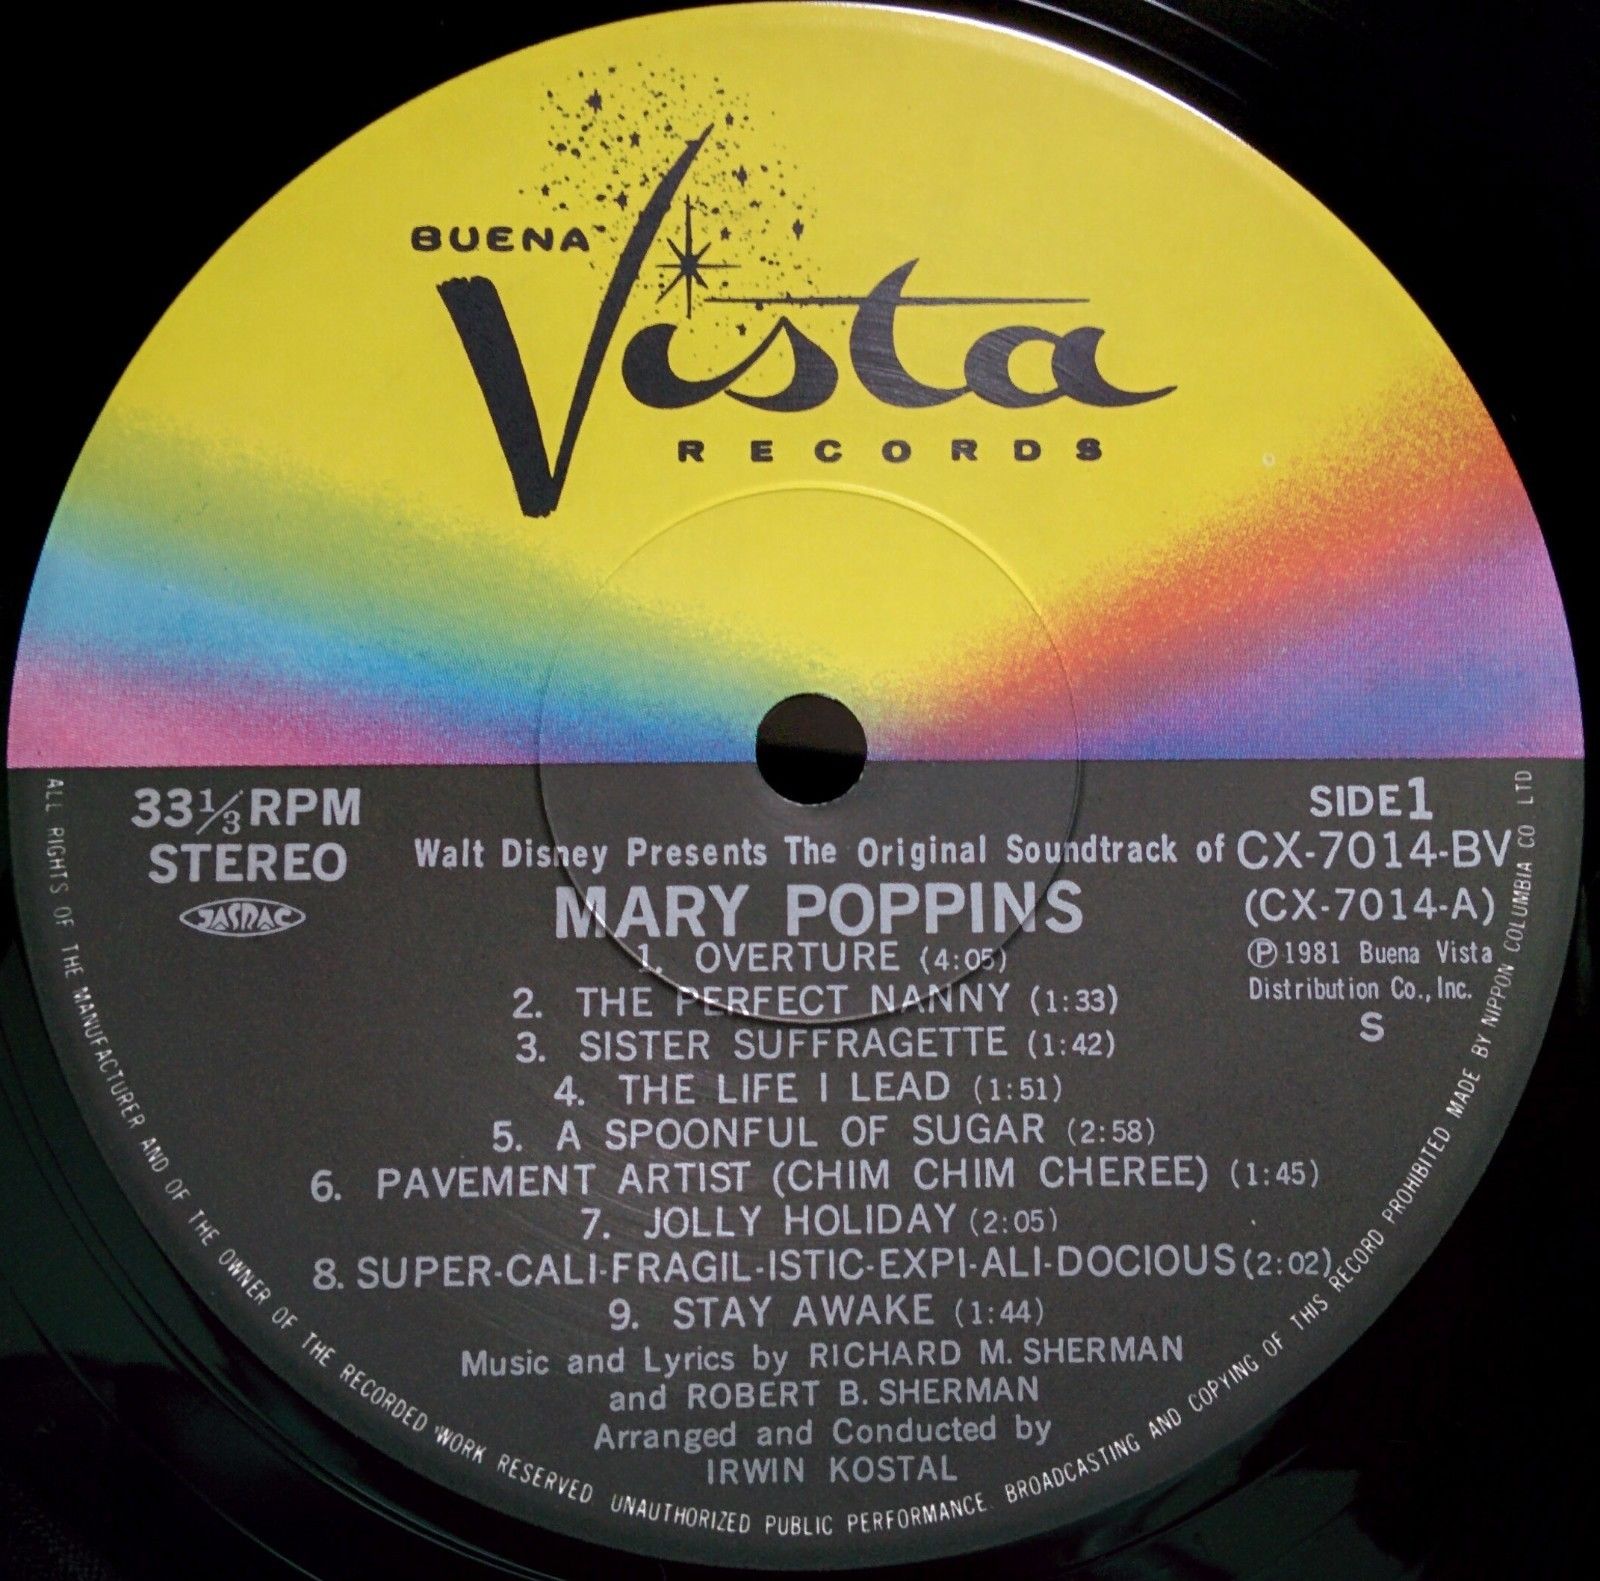 BUENA
Vista
RECORDS
33 1/3 RPM
STEREO
JASRAC
SIDE 1
CX-7014-BV
(CX-7014-A)
Ⓟ 1981 Buena Vista
Distribution Co., Inc.
S
Walt Disney Presents The Original Soundtrack of
MARY POPPINS
1. OVERTURE (4:05)
2. THE PERFECT NANNY (1:33)
3. SISTER SUFFRAGETTE (1:42)
4. THE LIFE I LEAD (1:51)
5. A SPOONFUL OF SUGAR (2:58)
6. PAVEMENT ARTIST (CHIM CHIM CHEREE) (1:45)
7. JOLLY HOLIDAY (2:05)
8. SUPER-CALI-FRAGIL-ISTIC-EXPI-ALI-DOCIOUS (2:02)
9. STAY AWAKE (1:44)
Music and Lyrics by RICHARD M. SHERMAN
and ROBERT B. SHERMAN
Arranged and Conducted by
IRWIN KOSTAL
ALL RIGHTS OF THE MANUFACTURER AND OF THE OWNER OF THE RECORDED WORK RESERVED UNAUTHORIZED PUBLIC PERFORMANCE. BROADCASTING AND COPYING OF THIS RECORD PROHIBITED MADE BY NIPPON COLUMBIA CO LTD